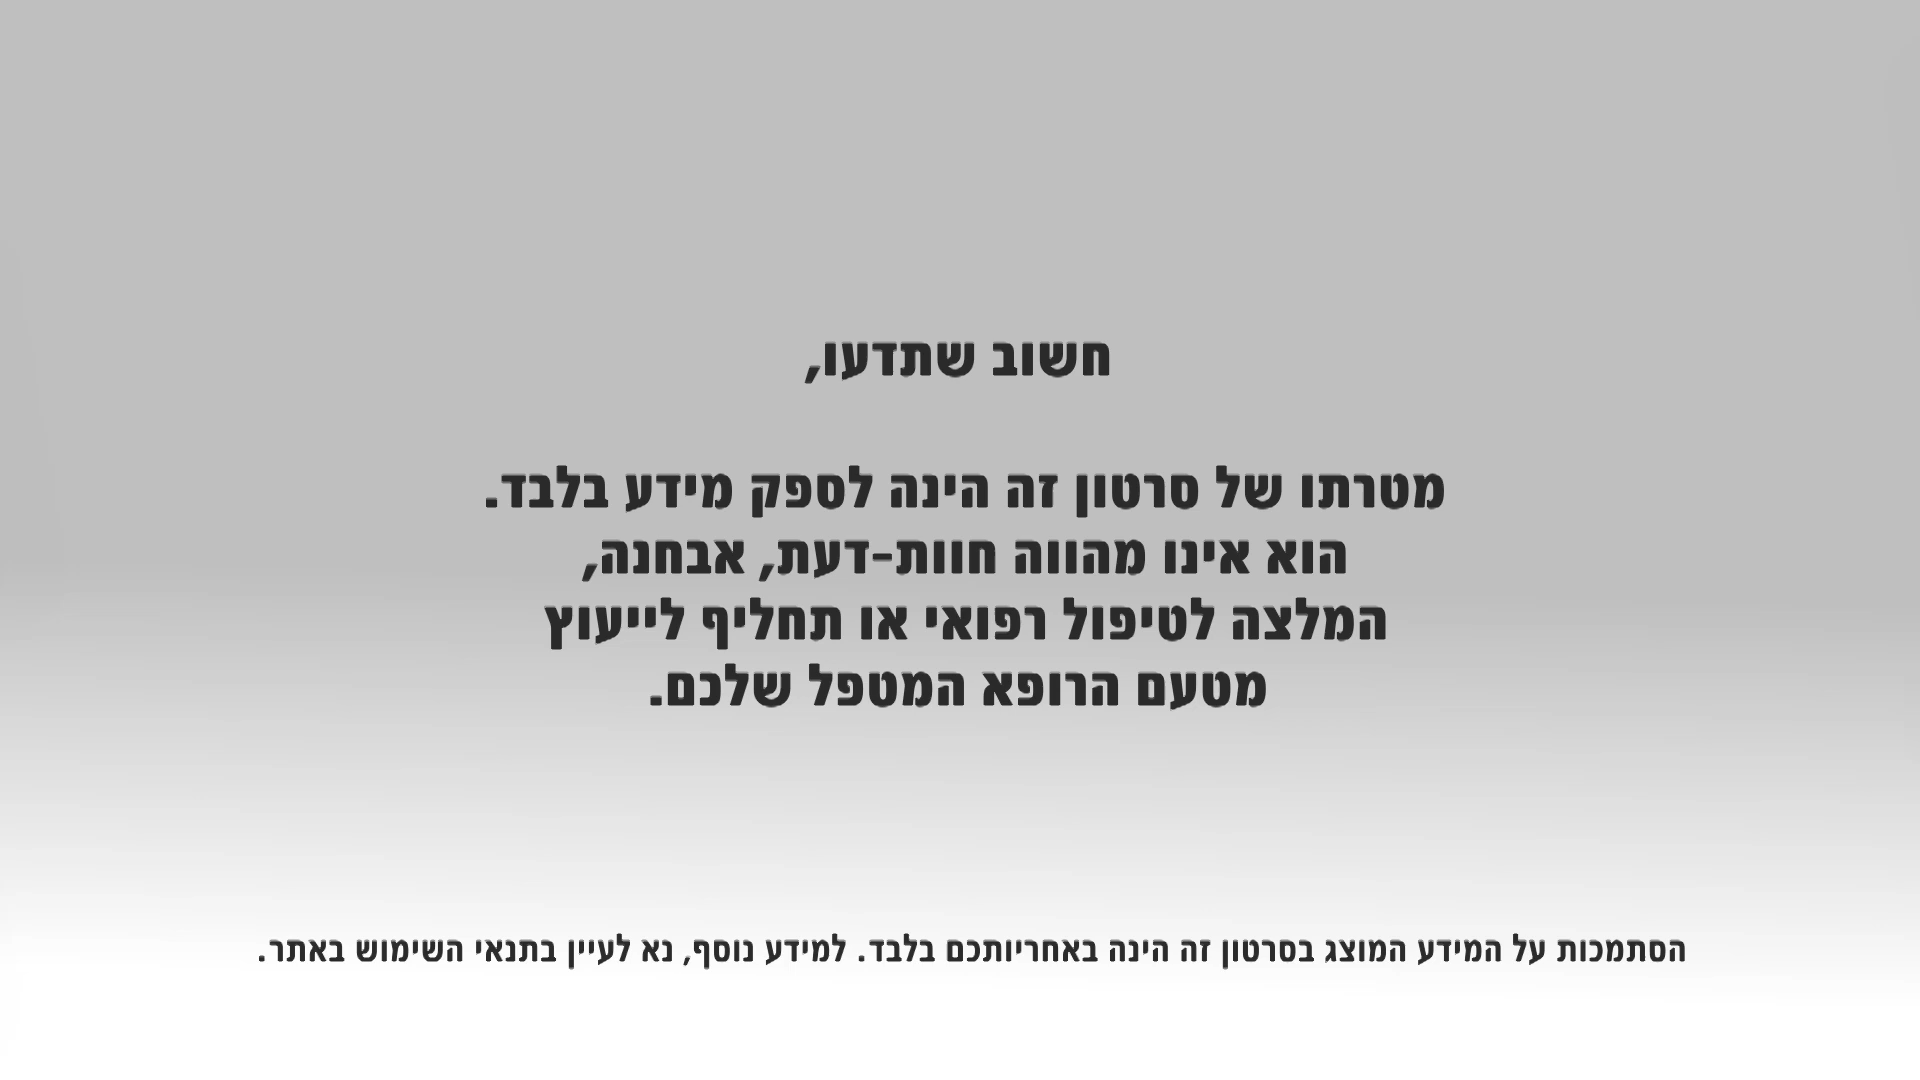 חשוב שתדעו,
מטרתו של סרטון זה הינה לספק מידע בלבד.
הוא אינו מהווה חוות-דעת, אבחנה,
המלצה לטיפול רפואי או תחליף לייעוץ
מטעם הרופא המטפל שלכם.
הסתמכות על המידע המוצג בסרטון זה הינה באחריותכם בלבד. למידע נוסף, נא לעיין בתנאי השימוש באתר.